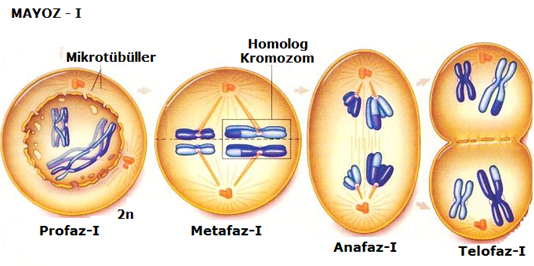 MAYOZ - I
Mikrotübüller
Homolog
Kromozom
2n
Profaz-I
Metafaz-I
Anafaz-I
Telofaz-I